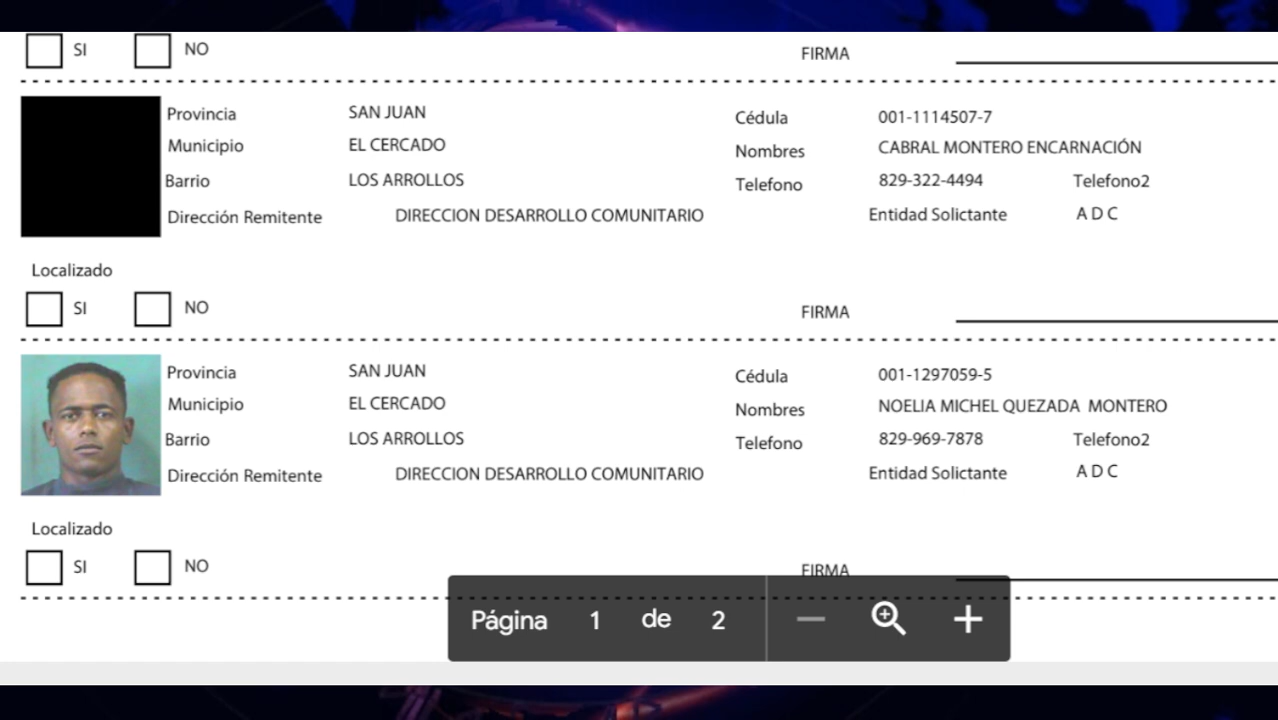 SI NO FIRMA
Provincia SAN JUAN Cédula 001-1114507-7
Municipio EL CERCADO Nombres CABRAL MONTERO ENCARNACIÓN
Barrio LOS ARROLLOS Telefono 829-322-4494 Telefono2
Dirección Remitente DIRECCION DESARROLLO COMUNITARIO Entidad Solictante A D C
Localizado
SI NO FIRMA
Provincia SAN JUAN Cédula 001-1297059-5
Municipio EL CERCADO Nombres NOELIA MICHEL QUEZADA MONTERO
Barrio LOS ARROLLOS Telefono 829-969-7878 Telefono2
Dirección Remitente DIRECCION DESARROLLO COMUNITARIO Entidad Solictante A D C
Localizado
SI NO FIRMA
Página 1 de 2